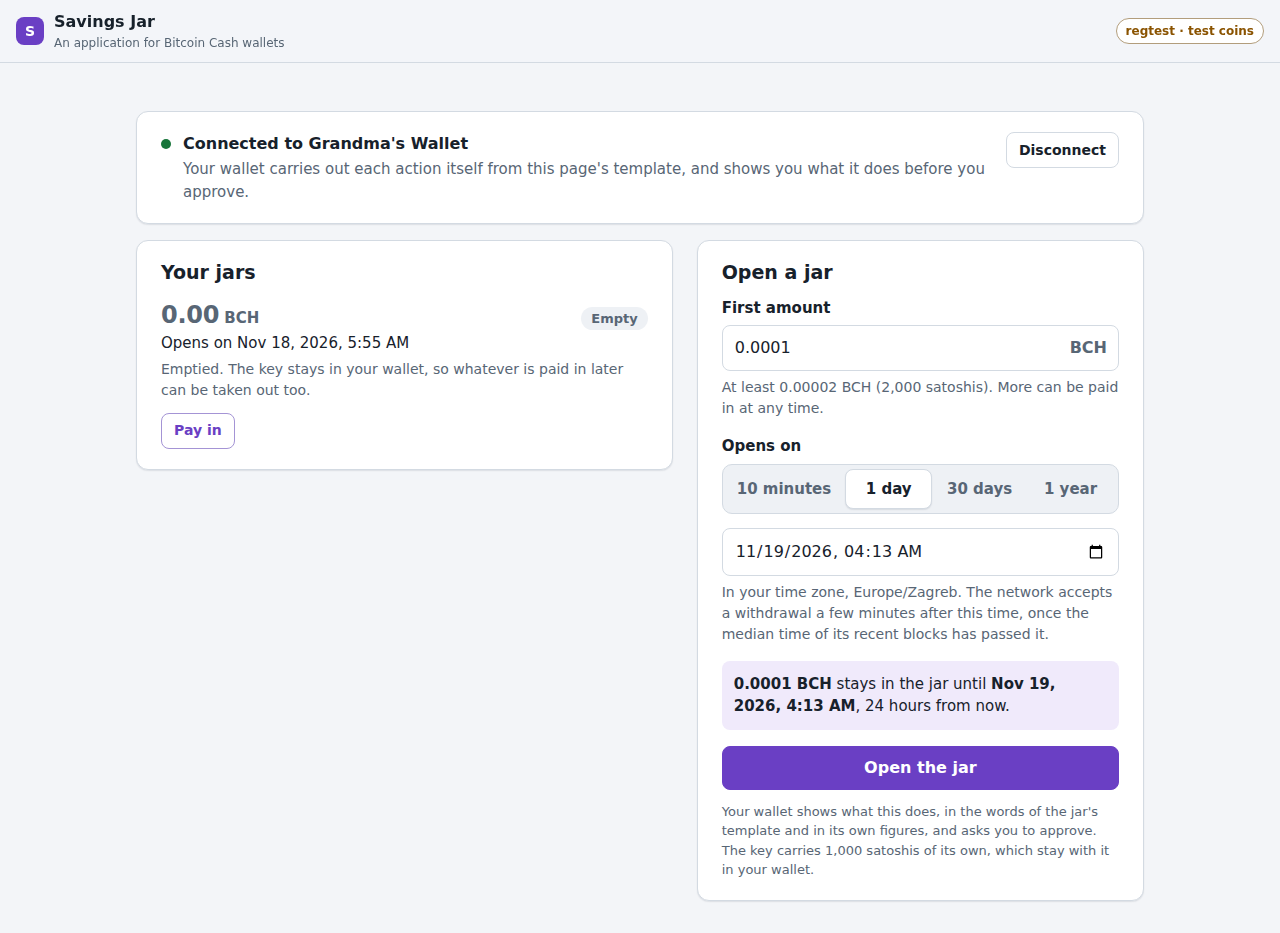 S
Savings Jar
An application for Bitcoin Cash wallets
regtest · test coins
Connected to Grandma's Wallet
Your wallet carries out each action itself from this page's template, and shows you what it does before you
approve.
Disconnect
Your jars
0.00 BCH
Empty
Opens on Nov 18, 2026, 5:55 AM
Emptied. The key stays in your wallet, so whatever is paid in later
can be taken out too.
Pay in
Open a jar
First amount
0.0001 BCH
At least 0.00002 BCH (2,000 satoshis). More can be paid
in at any time.
Opens on
10 minutes 1 day 30 days 1 year
11/19/2026, 04:13 AM
In your time zone, Europe/Zagreb. The network accepts
a withdrawal a few minutes after this time, once the
median time of its recent blocks has passed it.
0.0001 BCH stays in the jar until Nov 19,
2026, 4:13 AM, 24 hours from now.
Open the jar
Your wallet shows what this does, in the words of the jar's
template and in its own figures, and asks you to approve.
The key carries 1,000 satoshis of its own, which stay with it
in your wallet.